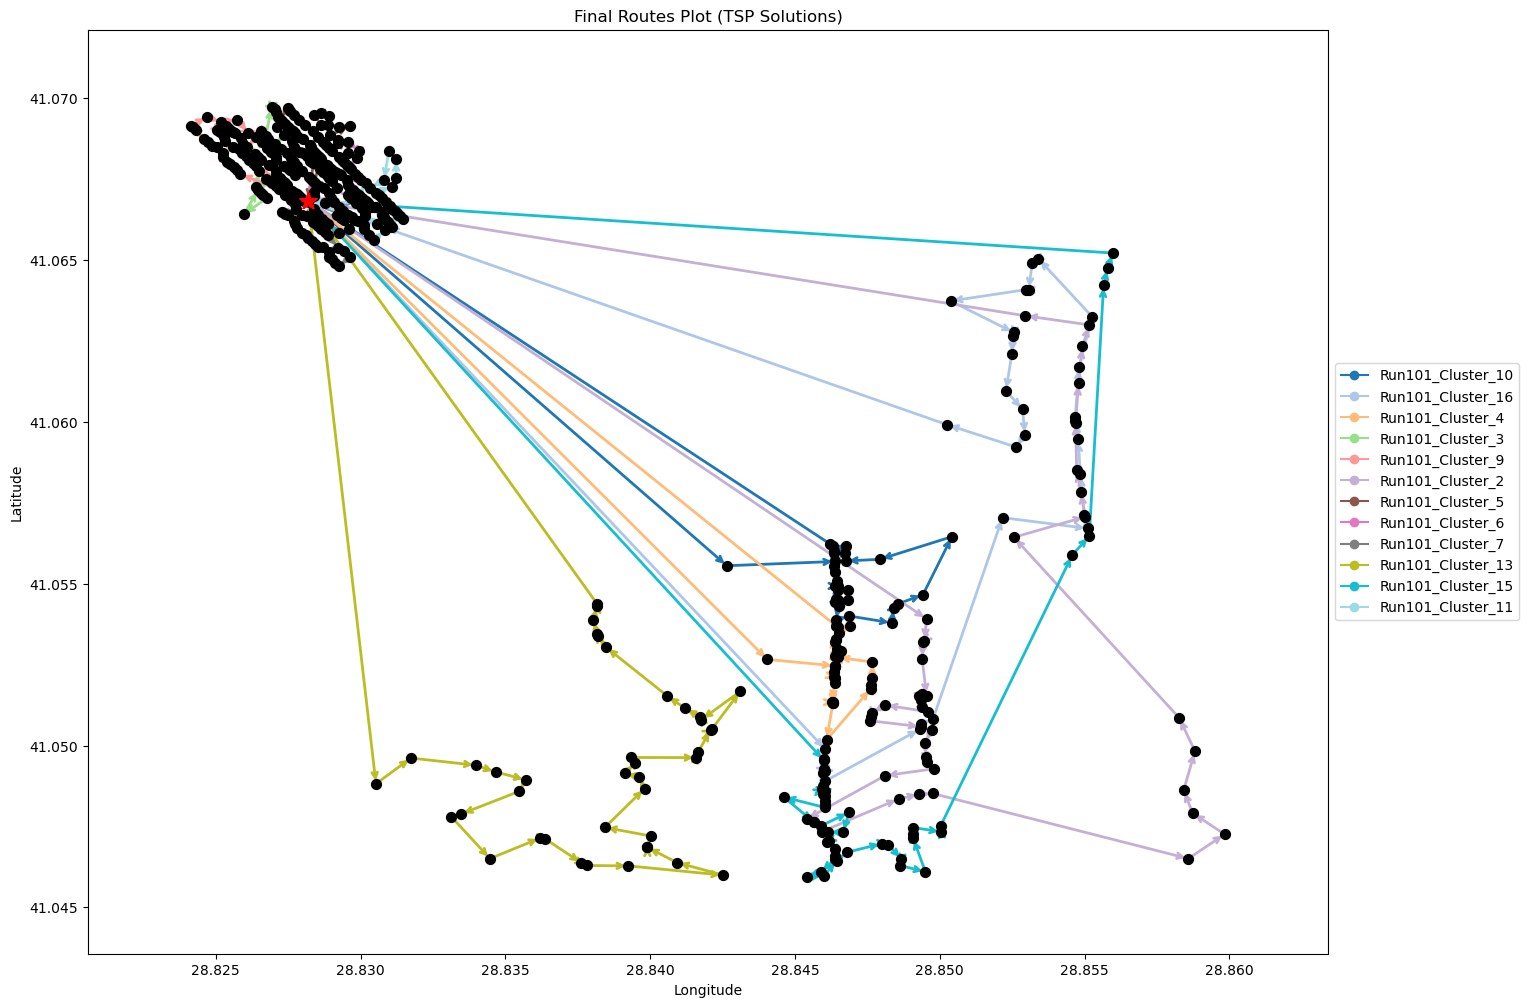 Final Routes Plot (TSP Solutions)
41.070
41.065
41.060
41.055
41.050
41.045
Latitude
28.825
28.830
28.835
28.840
28.845
28.850
28.855
28.860
Longitude
Run101_Cluster_10
Run101_Cluster_16
Run101_Cluster_4
Run101_Cluster_3
Run101_Cluster_9
Run101_Cluster_2
Run101_Cluster_5
Run101_Cluster_6
Run101_Cluster_7
Run101_Cluster_13
Run101_Cluster_15
Run101_Cluster_11